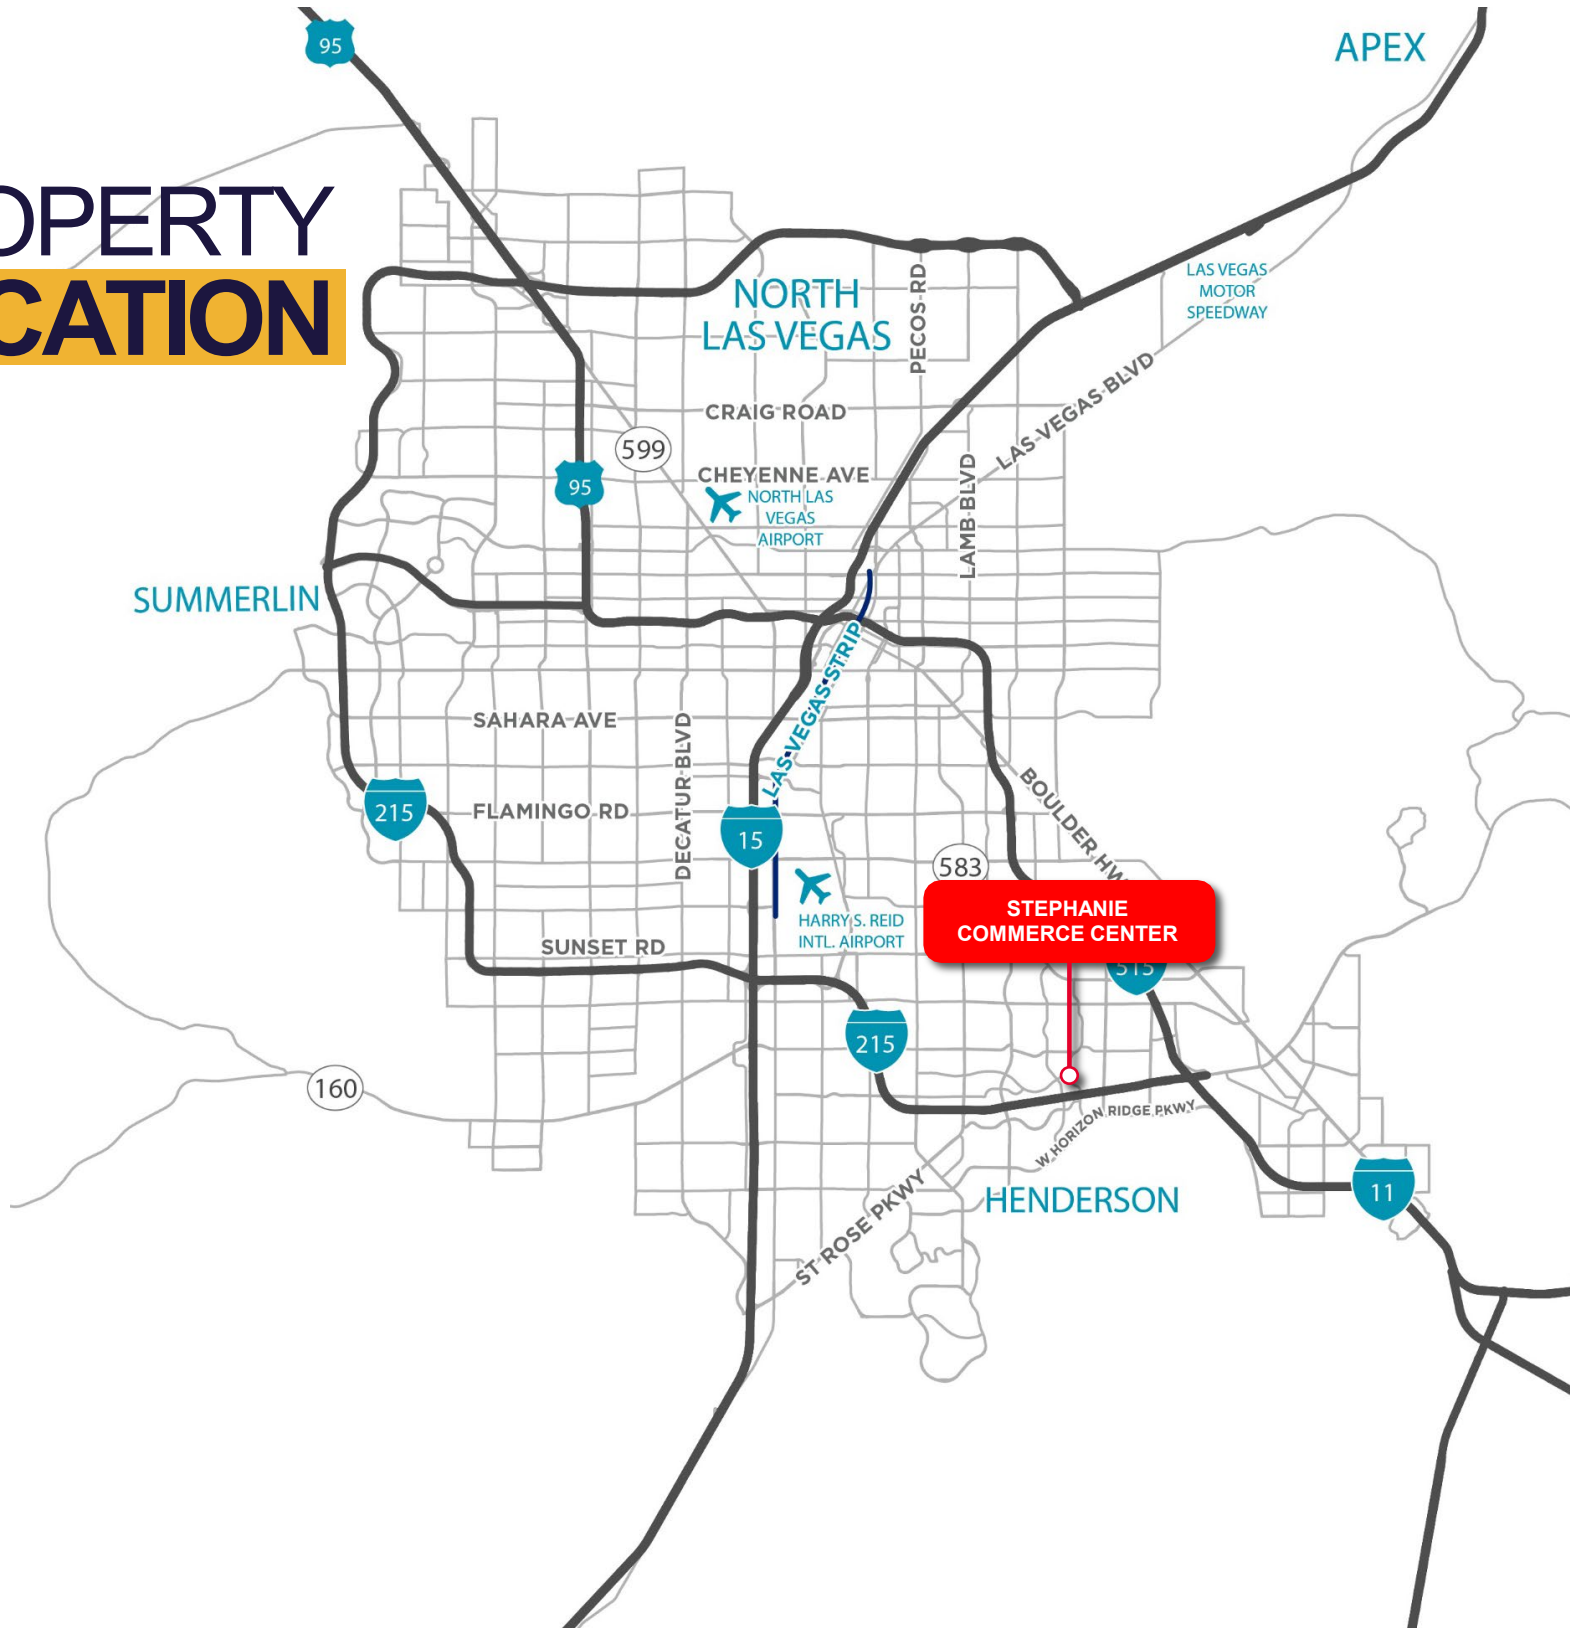 95
APEX
OPERTY
CATION
NORTH
LAS VEGAS
PECOS RD
LAS VEGAS
MOTOR
SPEEDWAY
CRAIG ROAD
LAS VEGAS BLVD
599
CHEYENNE AVE
95
NORTH LAS
VEGAS
AIRPORT
LAMB BLVD
SUMMERLIN
LAS VEGAS STRIP
SAHARA AVE
DECATUR BLVD
BOULDER HW
215
FLAMINGO RD
15
583
STEPHANIE
COMMERCE CENTER
HARRY S. REID
INTL. AIRPORT
SUNSET RD
515
215
160
W HORIZON RIDGE PKWY
HENDERSON
11
ST ROSE PKWY